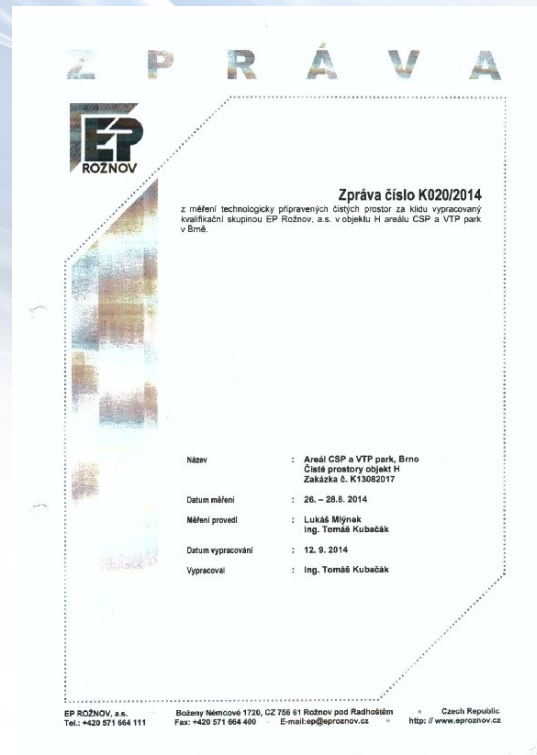 ZPRÁVA
EP
ROŽNOV
Zpráva číslo K020/2014
z měření technologicky připravených čistých prostor za klidu vypracovaný
kvalifikační skupinou EP Rožnov, a.s. v objektu H areálu CSP a VTP park
v Brně.
Název : Areál CSP a VTP park, Brno
Čisté prostory objekt H
Zakázka č. K13082017
Datum měření : 26. – 28.8. 2014
Měření provedl : Lukáš Mlýnek
Ing. Tomáš Kubačák
Datum vypracování : 12. 9. 2014
Vypracoval : Ing. Tomáš Kubačák
EP ROŽNOV, a.s. Boženy Němcové 1720, CZ 756 61 Rožnov pod Radhoštěm Czech Republic
Tel.: +420 571 664 111 Fax: +420 571 664 400 E-mail:ep@eproznov.cz http: // www.eproznov.cz